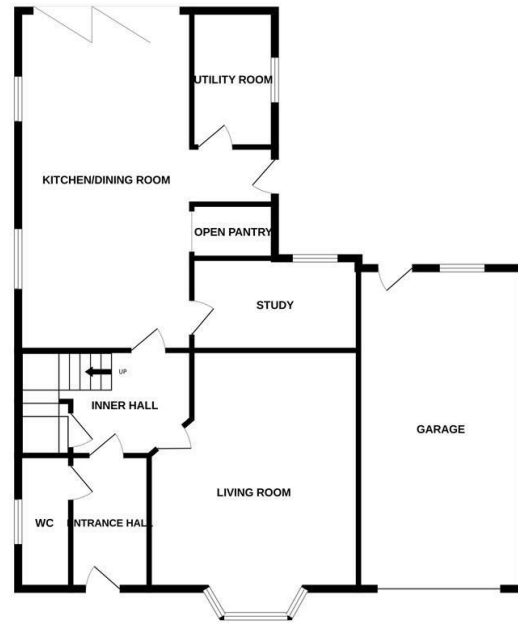 UTILITY ROOM
KITCHEN/DINING ROOM
OPEN PANTRY
STUDY
UP
INNER HALL
GARAGE
LIVING ROOM
WC
ENTRANCE HALL